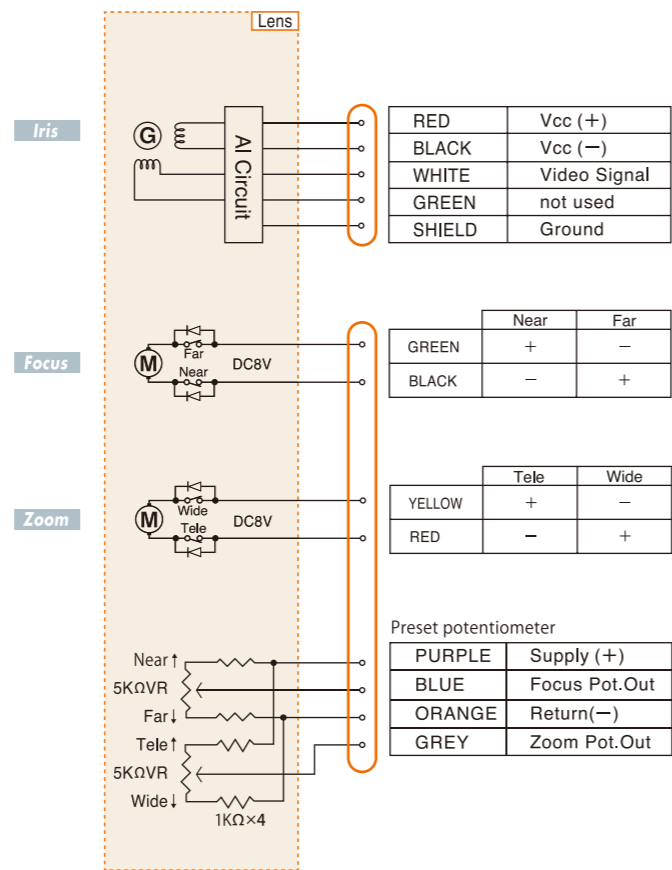 Lens
Iris
G
AI Circuit
RED Vcc (+)
BLACK Vcc (−)
WHITE Video Signal
GREEN not used
SHIELD Ground
Focus
M
Far
Near
DC8V
Near Far
GREEN + −
BLACK − +
Zoom
M
Wide
Tele
DC8V
Tele Wide
YELLOW + −
RED − +
Preset potentiometer
PURPLE Supply (+)
BLUE Focus Pot.Out
ORANGE Return(−)
GREY Zoom Pot.Out
Near↑
5KΩVR
Far↓
Tele↑
5KΩVR
Wide↓
1KΩ×4